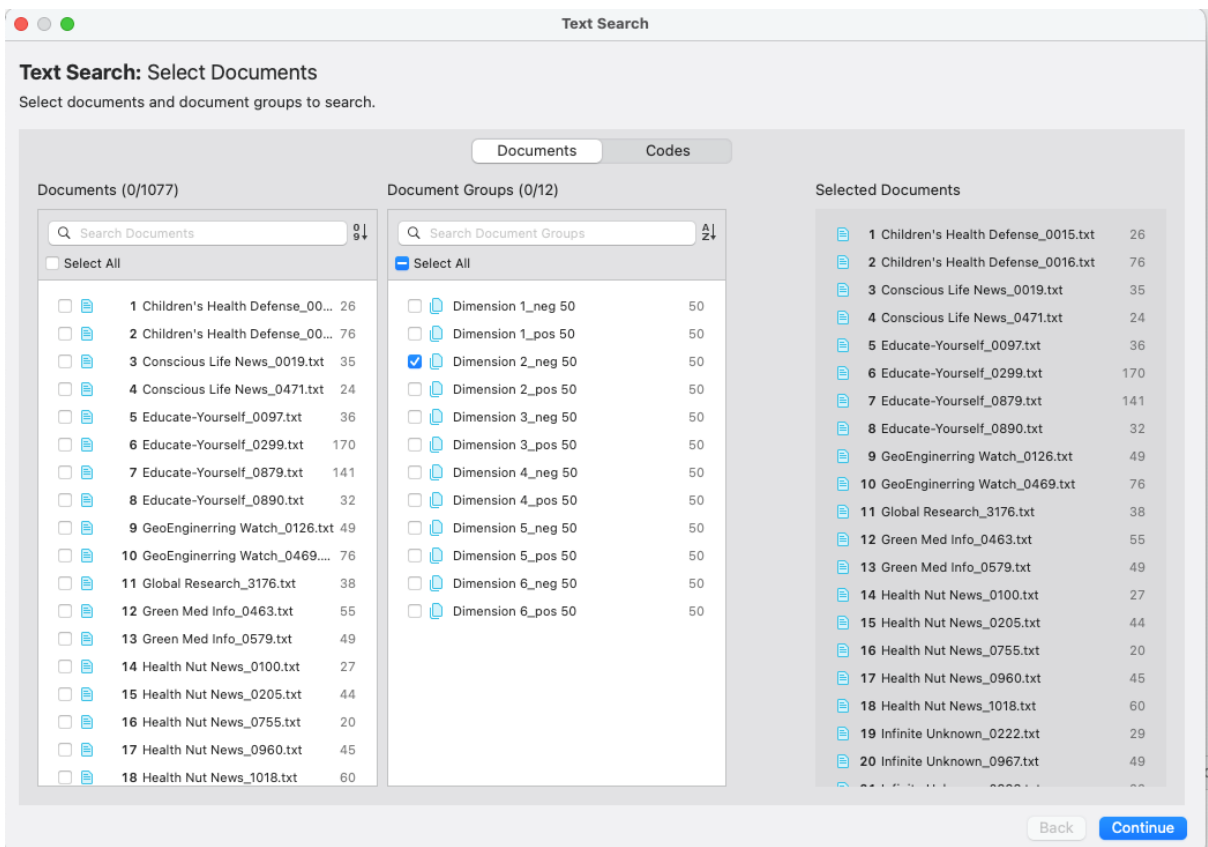 Text Search
Text Search: Select Documents
Select documents and document groups to search.
Documents Codes
Documents (0/1077)
Search Documents
Select All
1 Children's Health Defense_00... 26
2 Children's Health Defense_00... 76
3 Conscious Life News_0019.txt 35
4 Conscious Life News_0471.txt 24
5 Educate-Yourself_0097.txt 36
6 Educate-Yourself_0299.txt 170
7 Educate-Yourself_0879.txt 141
8 Educate-Yourself_0890.txt 32
9 GeoEnginerring Watch_0126.txt 49
10 GeoEnginerring Watch_0469.... 76
11 Global Research_3176.txt 38
12 Green Med Info_0463.txt 55
13 Green Med Info_0579.txt 49
14 Health Nut News_0100.txt 27
15 Health Nut News_0205.txt 44
16 Health Nut News_0755.txt 20
17 Health Nut News_0960.txt 45
18 Health Nut News_1018.txt 60
Document Groups (0/12)
Search Document Groups
Select All
Dimension 1_neg 50 50
Dimension 1_pos 50 50
Dimension 2_neg 50 50
Dimension 2_pos 50 50
Dimension 3_neg 50 50
Dimension 3_pos 50 50
Dimension 4_neg 50 50
Dimension 4_pos 50 50
Dimension 5_neg 50 50
Dimension 5_pos 50 50
Dimension 6_neg 50 50
Dimension 6_pos 50 50
Selected Documents
1 Children's Health Defense_0015.txt 26
2 Children's Health Defense_0016.txt 76
3 Conscious Life News_0019.txt 35
4 Conscious Life News_0471.txt 24
5 Educate-Yourself_0097.txt 36
6 Educate-Yourself_0299.txt 170
7 Educate-Yourself_0879.txt 141
8 Educate-Yourself_0890.txt 32
9 GeoEnginerring Watch_0126.txt 49
10 GeoEnginerring Watch_0469.txt 76
11 Global Research_3176.txt 38
12 Green Med Info_0463.txt 55
13 Green Med Info_0579.txt 49
14 Health Nut News_0100.txt 27
15 Health Nut News_0205.txt 44
16 Health Nut News_0755.txt 20
17 Health Nut News_0960.txt 45
18 Health Nut News_1018.txt 60
19 Infinite Unknown_0222.txt 29
20 Infinite Unknown_0967.txt 49
Back Continue